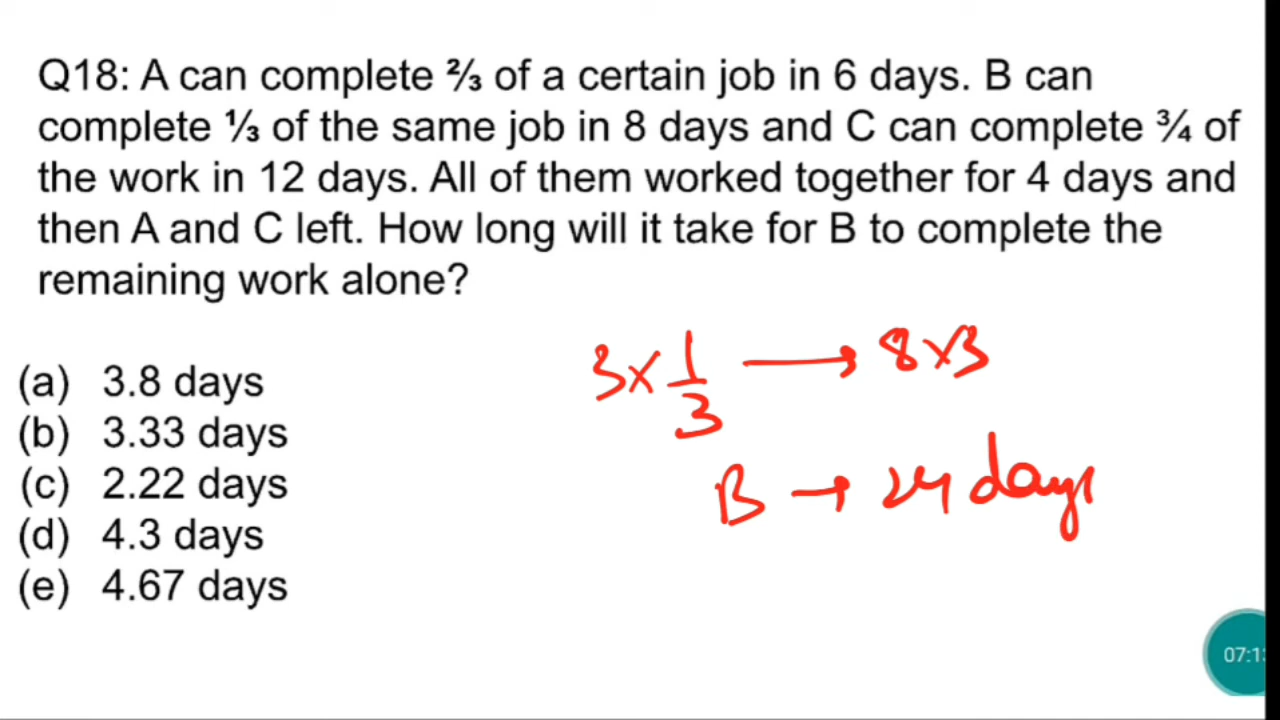 Q18: A can complete ⅔ of a certain job in 6 days. B can
complete ⅓ of the same job in 8 days and C can complete ¾ of
the work in 12 days. All of them worked together for 4 days and
then A and C left. How long will it take for B to complete the
remaining work alone?
3 × 1/3 → 8×3
B → 24 days
(a) 3.8 days
(b) 3.33 days
(c) 2.22 days
(d) 4.3 days
(e) 4.67 days